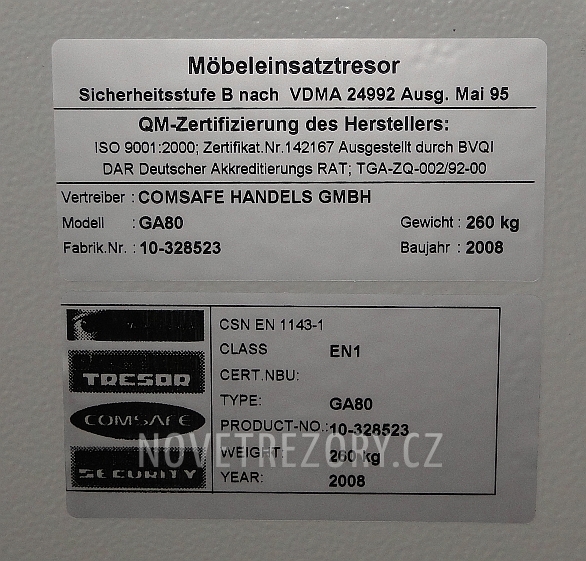 Möbeleinsatztresor
Sicherheitsstufe B nach VDMA 24992 Ausg. Mai 95
QM-Zertifizierung des Herstellers:
ISO 9001:2000; Zertifikat.Nr.142167 Ausgestellt durch BVQI
DAR Deutscher Akkreditierungs RAT; TGA-ZQ-002/92-00
Vertreiber : COMSAFE HANDELS GMBH
Modell : GA80 Gewicht : 260 kg
Fabrik.Nr. : 10-328523 Baujahr : 2008
CSN EN 1143-1
CLASS EN1
TRESOR
CERT.NBU:
TYPE: GA80
COMSAFE
PRODUCT-NO.: 10-328523
NOVETREZORY.CZ
WEIGHT: 260 kg
SECURITY
YEAR: 2008